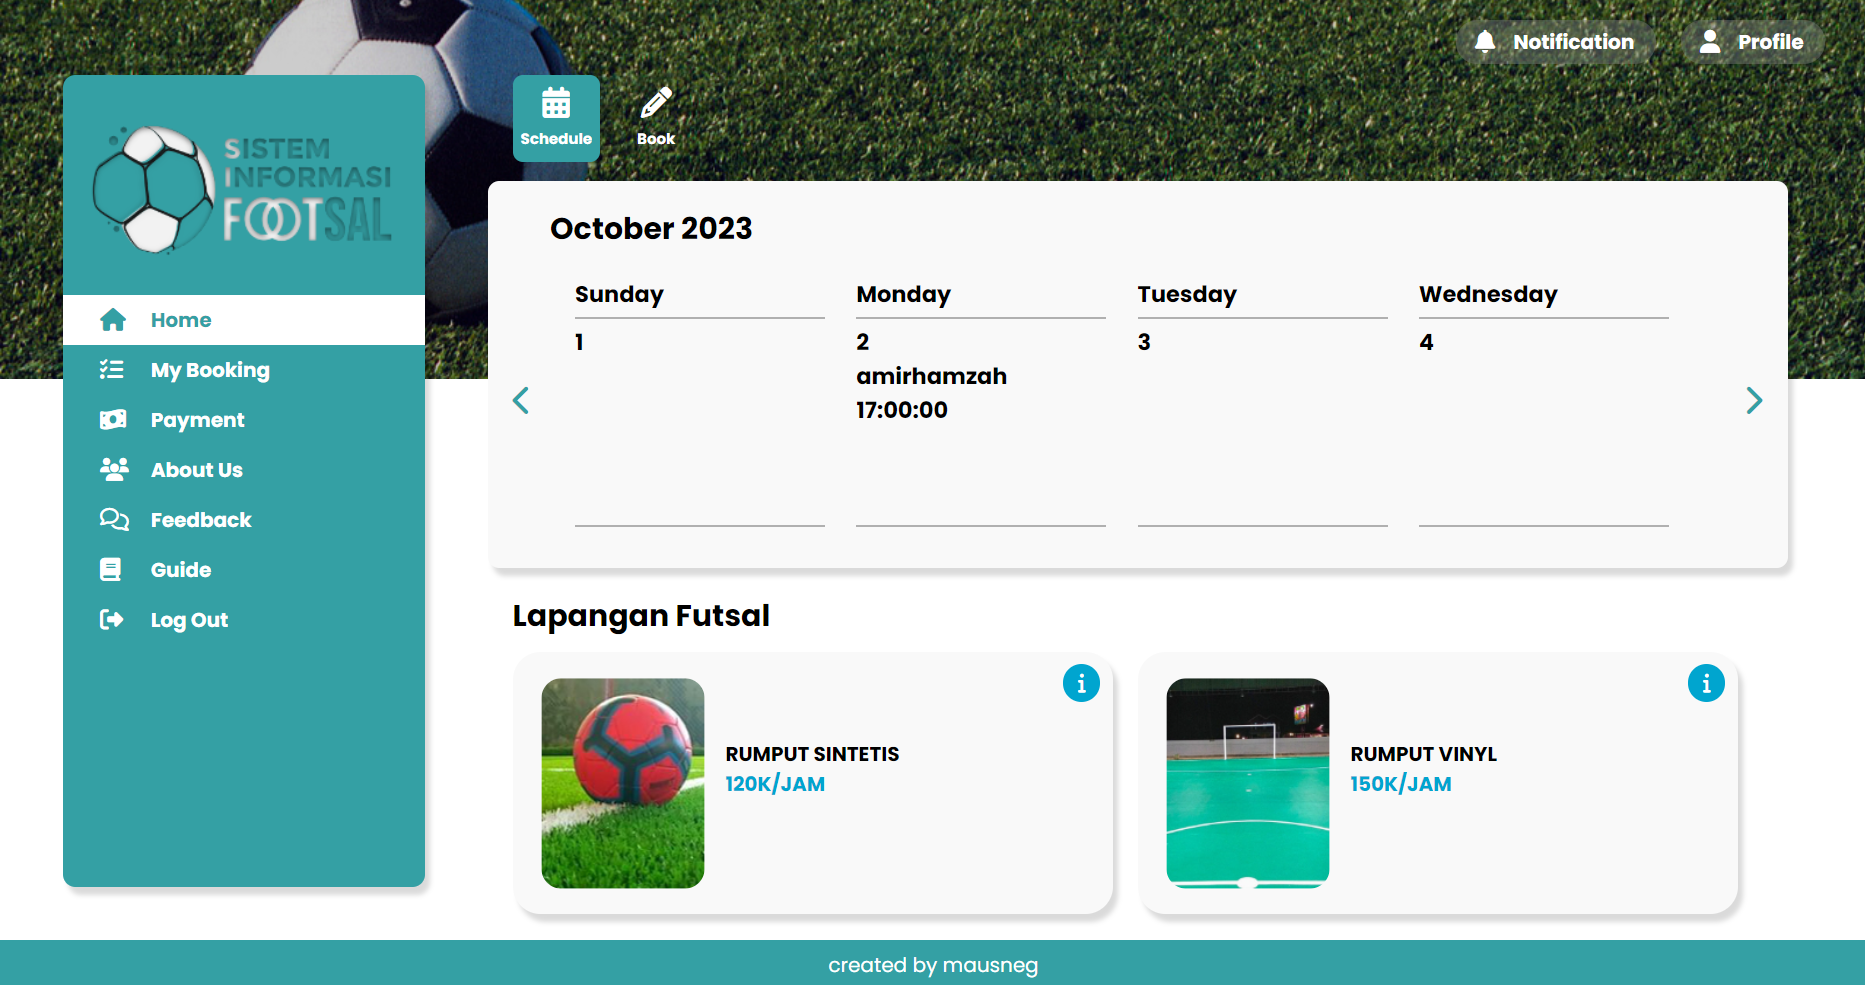 Notification
Profile
SISTEM
INFORMASI
FOOTSAL
Schedule
Book
Home
My Booking
Payment
About Us
Feedback
Guide
Log Out
October 2023
Sunday
Monday
Tuesday
Wednesday
1
2
3
4
amirhamzah
17:00:00
Lapangan Futsal
RUMPUT SINTETIS
120K/JAM
RUMPUT VINYL
150K/JAM
created by mausneg